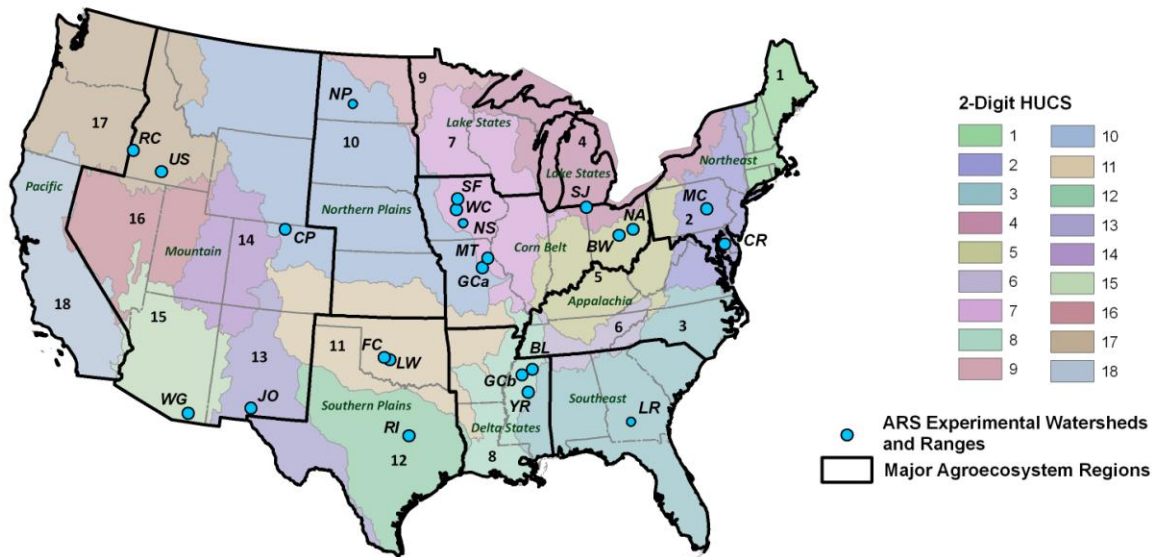 1
9
NP
4
Lake States
17
10
7
Northeast
RC
Lake States
US
SF
SJ
MC
Pacific
WC
NA
2
16
Northern Plains
NS
CR
14
CP
Corn Belt
BW
Mountain
MT
5
GCa
Appalachia
18
15
6
3
13
11
FC
LW
BL
GCb
WG
JO
YR
Southeast
LR
Southern Plains
RI
Delta States
12
8
2-Digit HUCS
1 10
2 11
3 12
4 13
5 14
6 15
7 16
8 17
9 18
ARS Experimental Watersheds
and Ranges
Major Agroecosystem Regions